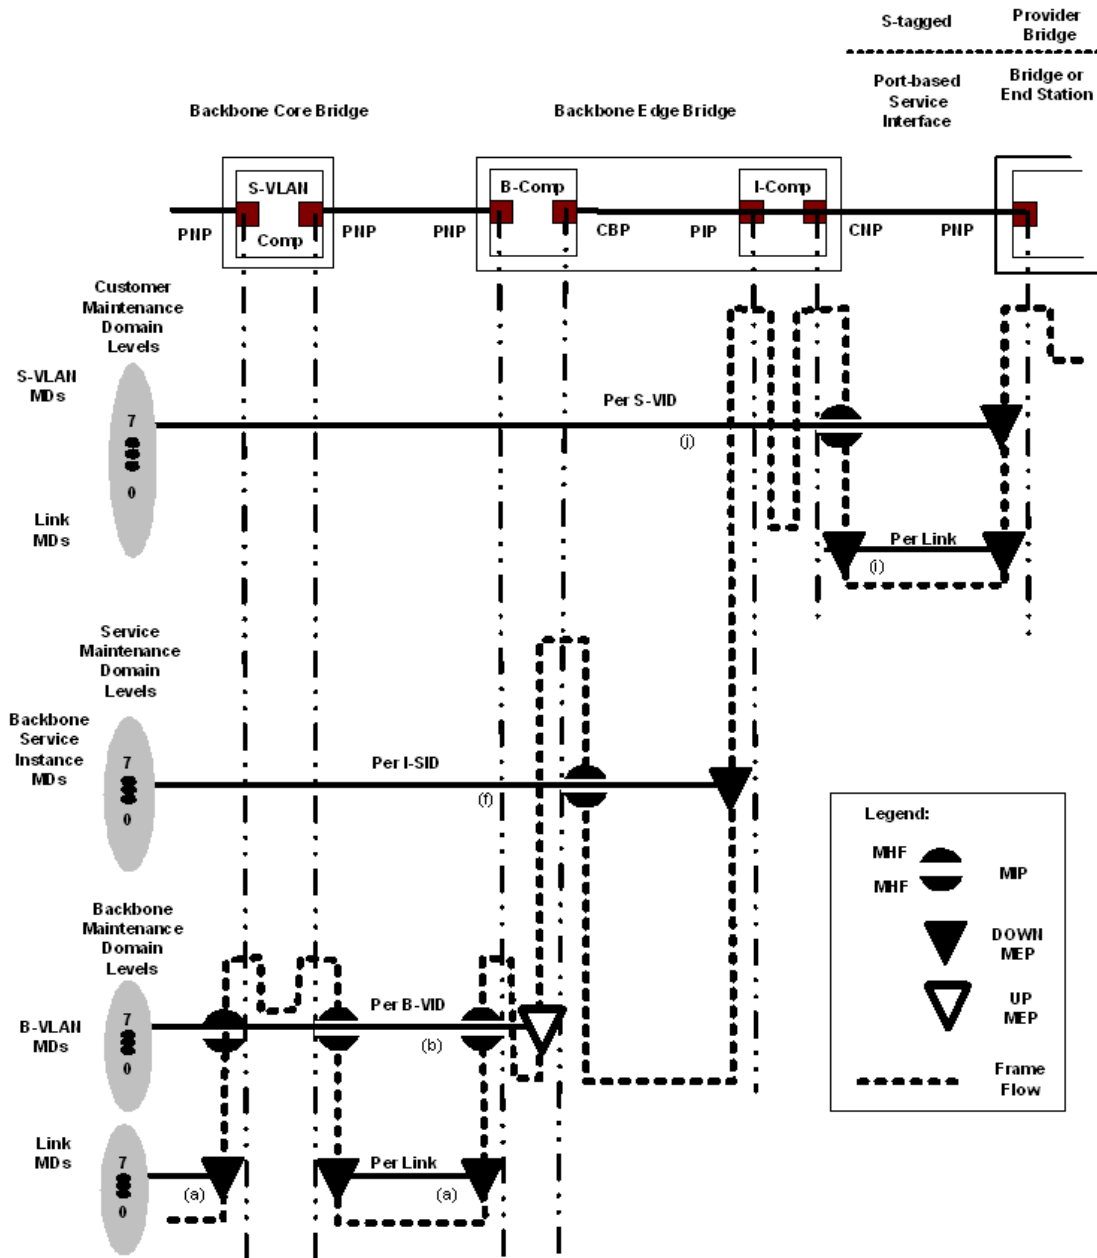 S-tagged
Provider
Bridge
Port-based
Service
Interface
Bridge or
End Station
Backbone Core Bridge
Backbone Edge Bridge
S-VLAN
Comp
B-Comp
I-Comp
PNP
PNP
PNP
CBP
PIP
CNP
PNP
Customer
Maintenance
Domain
Levels
S-VLAN
MDs
7
0
Per S-VID
(j)
Link
MDs
Per Link
(i)
Service
Maintenance
Domain
Levels
Backbone
Service
Instance
MDs
7
0
Per I-SID
(f)
Legend:
MHF
MHF
MIP
DOWN
MEP
UP
MEP
Frame
Flow
Backbone
Maintenance
Domain
Levels
B-VLAN
MDs
7
0
Per B-VID
(b)
Link
MDs
7
0
(a)
Per Link
(a)